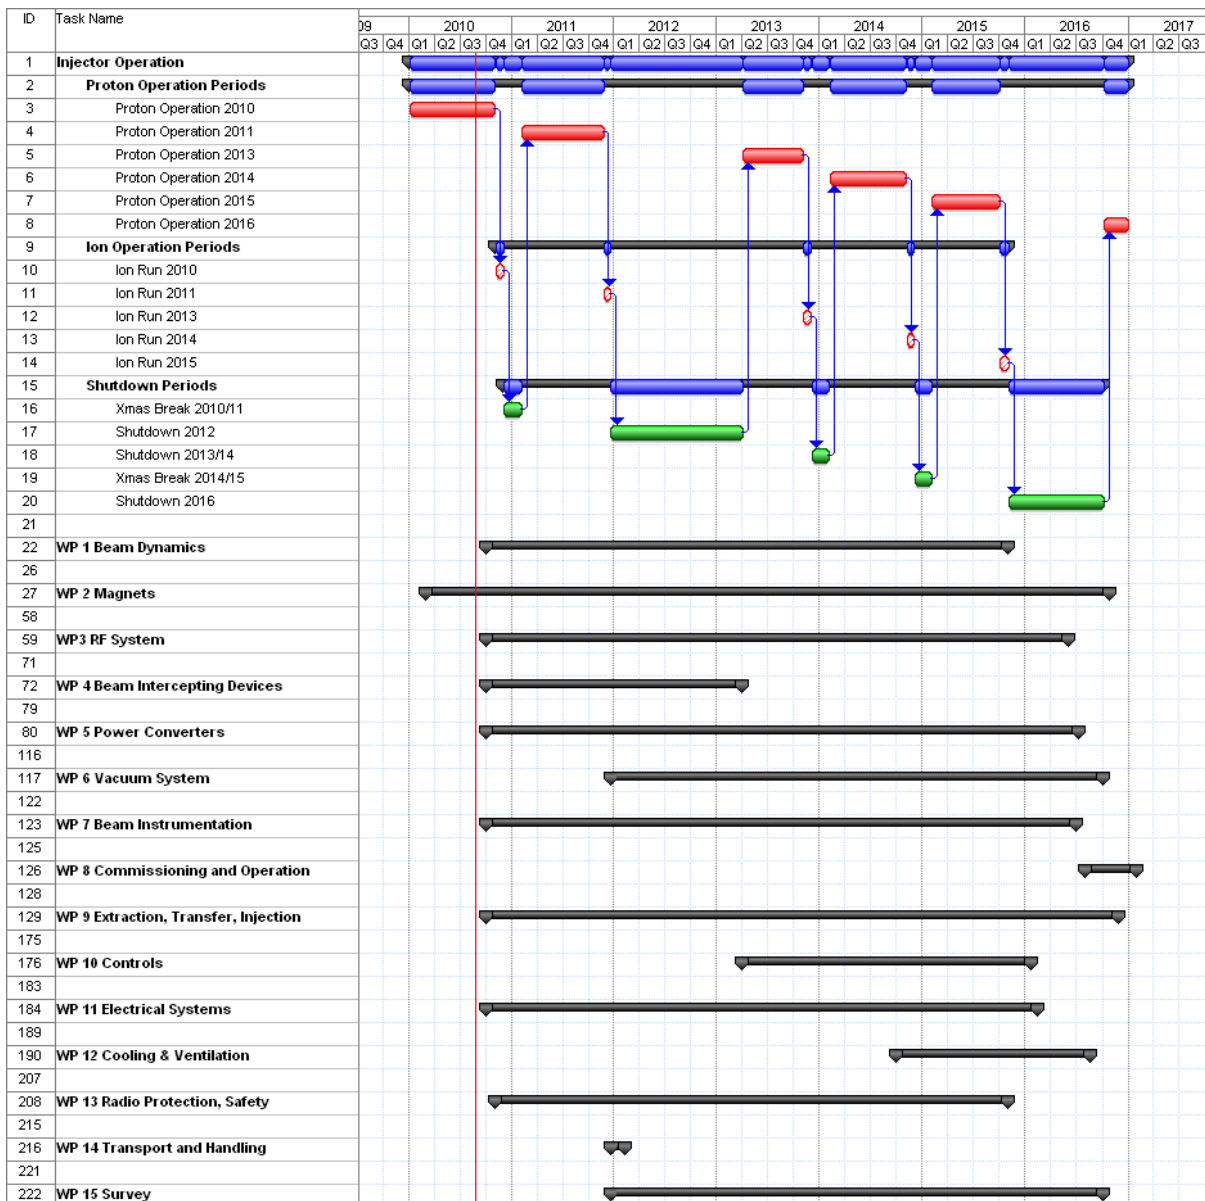 ID Task Name 09 2010 2011 2012 2013 2014 2015 2016 2017
Q3 Q4 Q1 Q2 Q3 Q4 Q1 Q2 Q3 Q4 Q1 Q2 Q3 Q4 Q1 Q2 Q3 Q4 Q1 Q2 Q3 Q4 Q1 Q2 Q3 Q4 Q1 Q2 Q3 Q4 Q1 Q2 Q3
1 Injector Operation
2 Proton Operation Periods
3 Proton Operation 2010
4 Proton Operation 2011
5 Proton Operation 2013
6 Proton Operation 2014
7 Proton Operation 2015
8 Proton Operation 2016
9 Ion Operation Periods
10 Ion Run 2010
11 Ion Run 2011
12 Ion Run 2013
13 Ion Run 2014
14 Ion Run 2015
15 Shutdown Periods
16 Xmas Break 2010/11
17 Shutdown 2012
18 Shutdown 2013/14
19 Xmas Break 2014/15
20 Shutdown 2016
21
22 WP 1 Beam Dynamics
26
27 WP 2 Magnets
58
59 WP3 RF System
71
72 WP 4 Beam Intercepting Devices
79
80 WP 5 Power Converters
116
117 WP 6 Vacuum System
122
123 WP 7 Beam Instrumentation
125
126 WP 8 Commissioning and Operation
128
129 WP 9 Extraction, Transfer, Injection
175
176 WP 10 Controls
183
184 WP 11 Electrical Systems
189
190 WP 12 Cooling & Ventilation
207
208 WP 13 Radio Protection, Safety
215
216 WP 14 Transport and Handling
221
222 WP 15 Survey